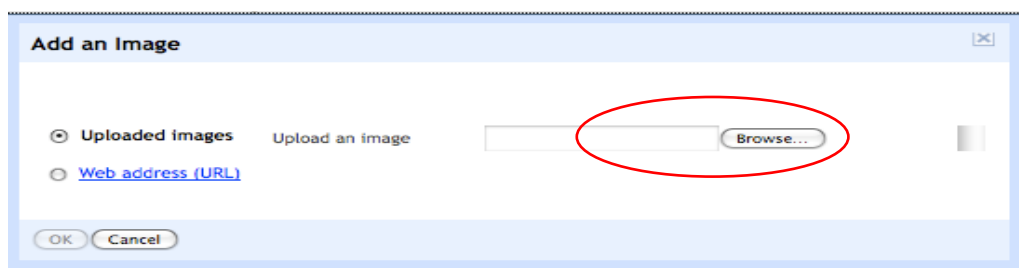 Add an Image
Uploaded images Upload an image Browse...
Web address (URL)
OK Cancel